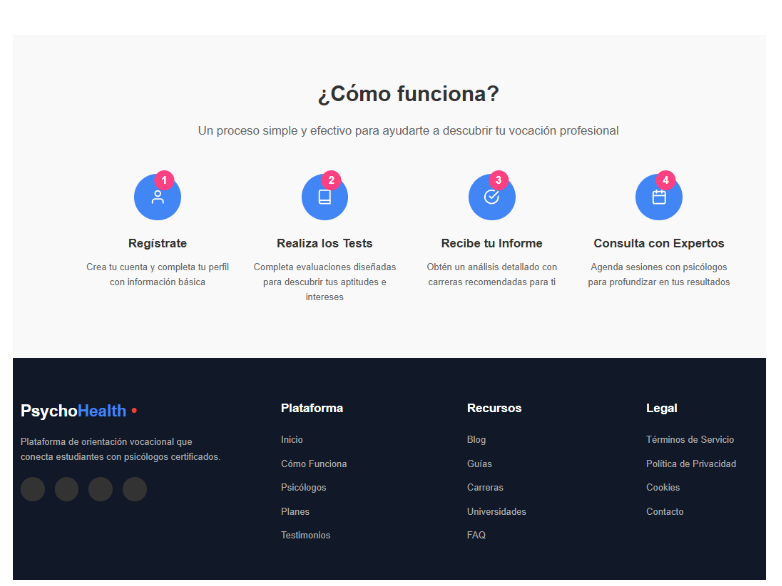 ¿Cómo funciona?
Un proceso simple y efectivo para ayudarte a descubrir tu vocación profesional
1
2
3
4
Regístrate
Realiza los Tests
Recibe tu Informe
Consulta con Expertos
Crea tu cuenta y completa tu perfil
con información básica
Completa evaluaciones diseñadas
para descubrir tus aptitudes e
intereses
Obtén un análisis detallado con
carreras recomendadas para ti
Agenda sesiones con psicólogos
para profundizar en tus resultados
PsychoHealth
Plataforma de orientación vocacional que
conecta estudiantes con psicólogos certificados.
Plataforma
Inicio
Cómo Funciona
Psicólogos
Planes
Testimonios
Recursos
Blog
Guías
Carreras
Universidades
FAQ
Legal
Términos de Servicio
Política de Privacidad
Cookies
Contacto